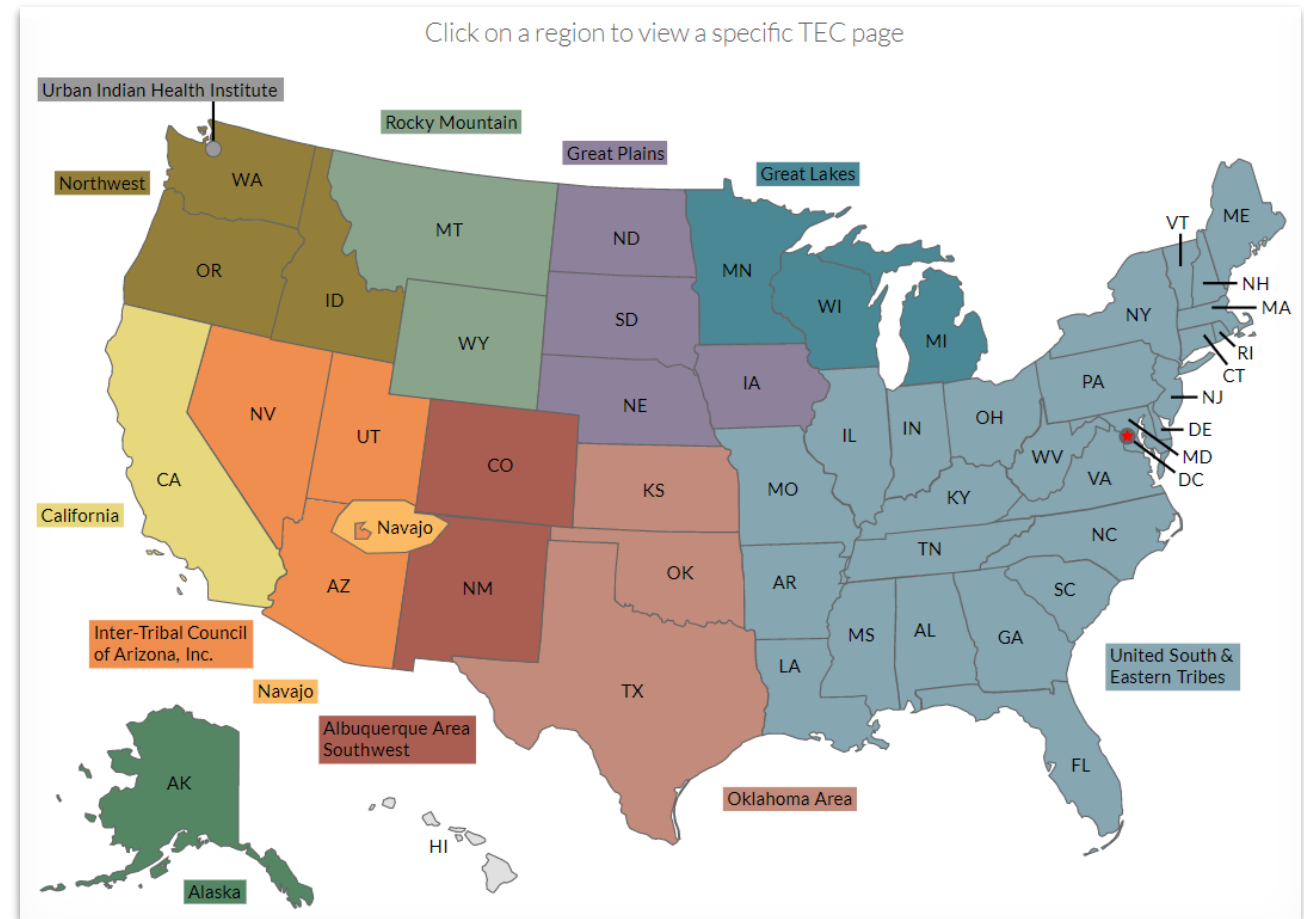 Click on a region to view a specific TEC page
Urban Indian Health Institute
Rocky Mountain
Great Plains
Great Lakes
Northwest
WA
MT
ND
MN
ME
VT
OR
ID
WY
SD
WI
MI
NY
NH
MA
RI
CT
NV
UT
CO
NE
IA
IL
IN
OH
PA
NJ
DE
MD
DC
CA
KS
MO
KY
WV
VA
California
Navajo
AZ
NM
OK
AR
TN
NC
SC
Inter-Tribal Council
of Arizona, Inc.
Navajo
Albuquerque Area
Southwest
TX
LA
MS
AL
GA
United South &
Eastern Tribes
FL
AK
HI
Oklahoma Area
Alaska